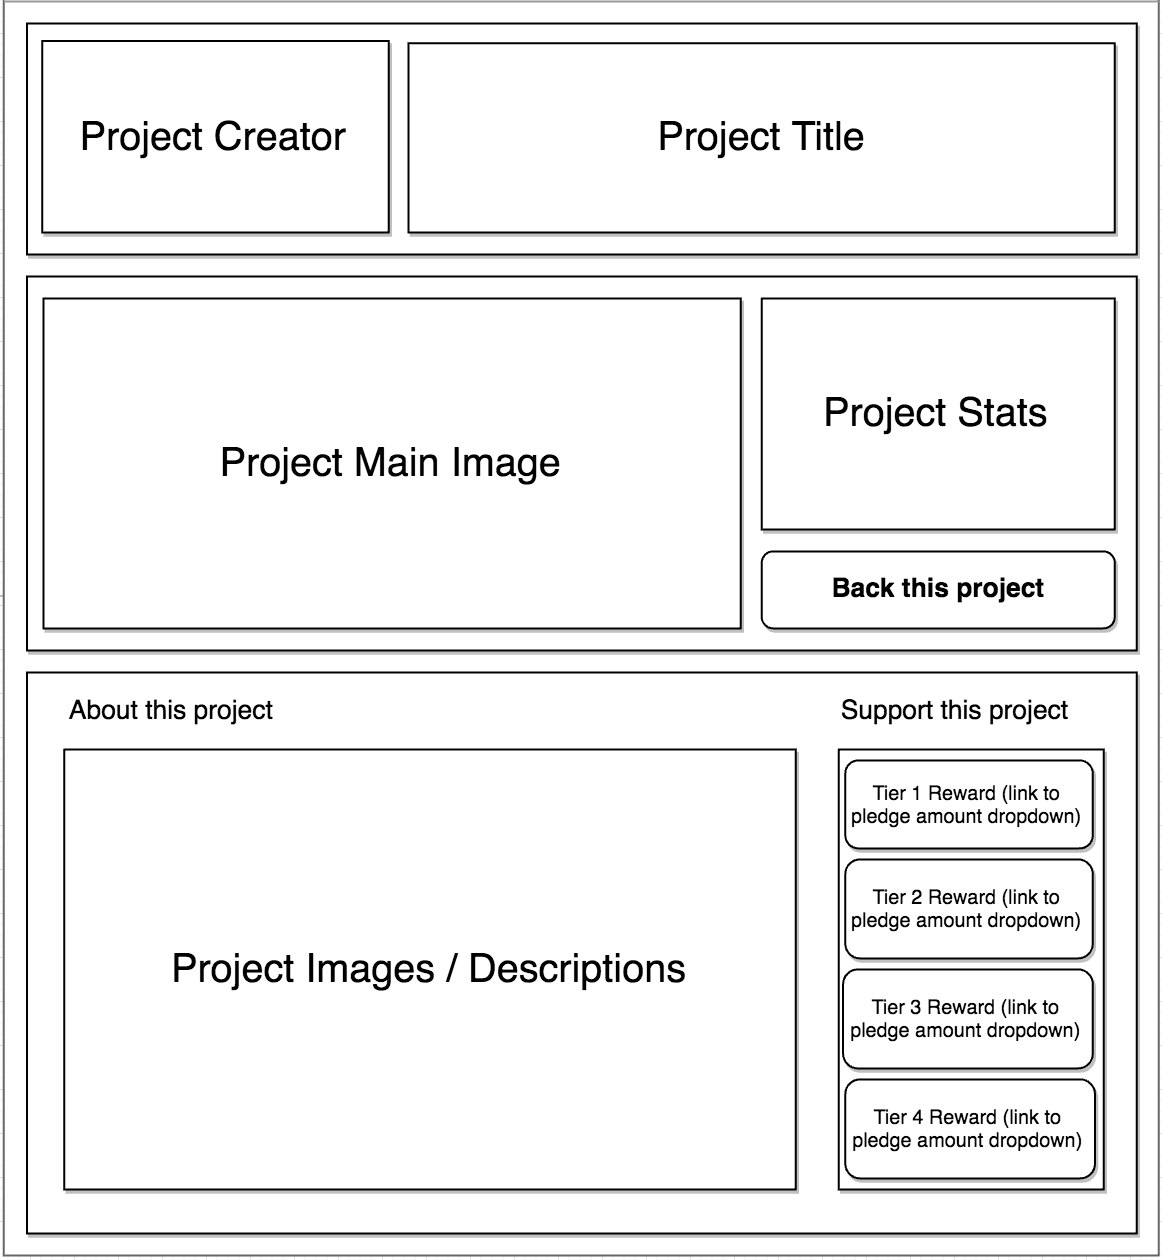 Project Creator
Project Title
Project Main Image
Project Stats
Back this project
About this project
Support this project
Project Images / Descriptions
Tier 1 Reward (link to
pledge amount dropdown)
Tier 2 Reward (link to
pledge amount dropdown)
Tier 3 Reward (link to
pledge amount dropdown)
Tier 4 Reward (link to
pledge amount dropdown)